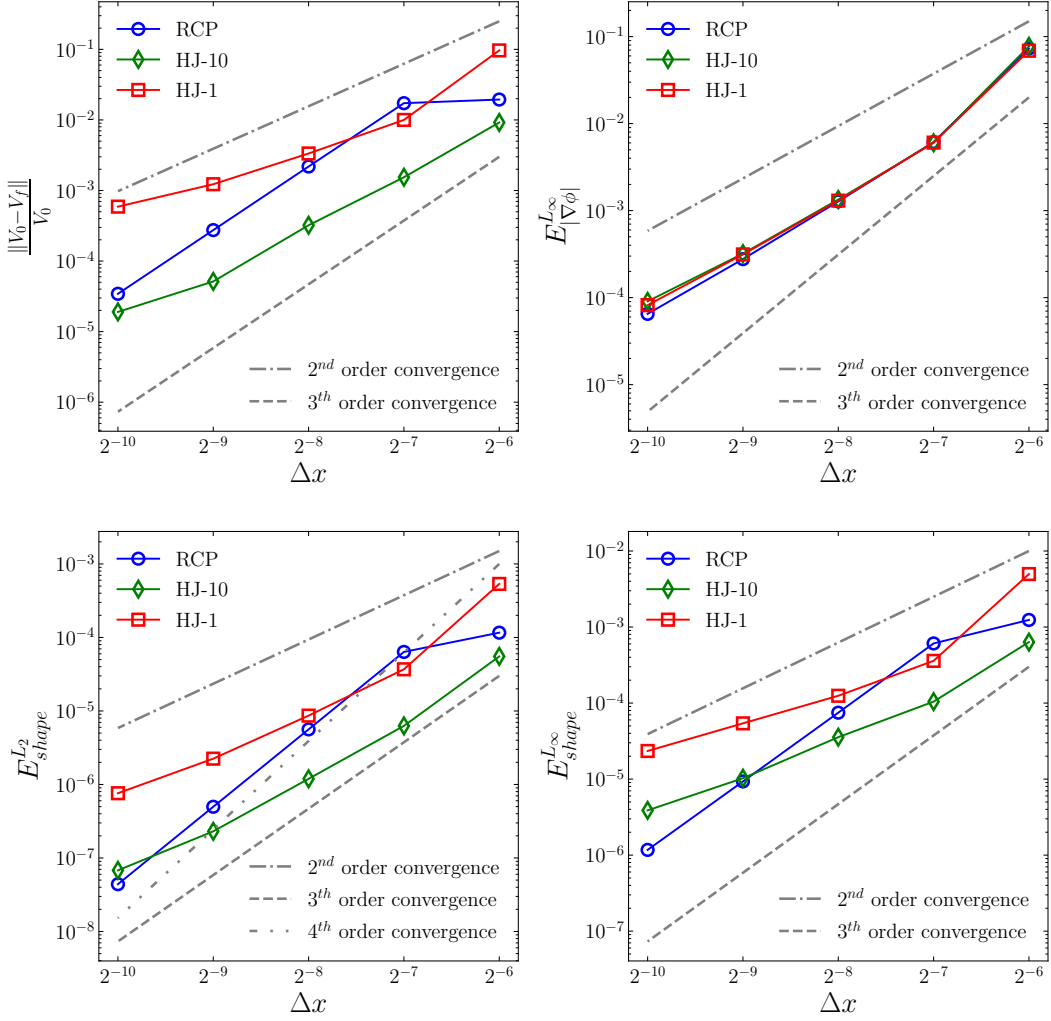 RCP
HJ-10
HJ-1
10⁻¹
10⁻²
10⁻³
10⁻⁴
10⁻⁵
10⁻⁶
||V₀−V_f||
V₀
2ⁿᵈ order convergence
3ᵗʰ order convergence
2⁻¹⁰ 2⁻⁹ 2⁻⁸ 2⁻⁷ 2⁻⁶
Δx
RCP
HJ-10
HJ-1
10⁻¹
10⁻²
10⁻³
10⁻⁴
10⁻⁵
E^{L_∞}_{|∇ϕ|}
2ⁿᵈ order convergence
3ᵗʰ order convergence
2⁻¹⁰ 2⁻⁹ 2⁻⁸ 2⁻⁷ 2⁻⁶
Δx
RCP
HJ-10
HJ-1
10⁻³
10⁻⁴
10⁻⁵
10⁻⁶
10⁻⁷
10⁻⁸
E^{L_2}_{shape}
2ⁿᵈ order convergence
3ᵗʰ order convergence
4ᵗʰ order convergence
2⁻¹⁰ 2⁻⁹ 2⁻⁸ 2⁻⁷ 2⁻⁶
Δx
RCP
HJ-10
HJ-1
10⁻²
10⁻³
10⁻⁴
10⁻⁵
10⁻⁶
10⁻⁷
E^{L_∞}_{shape}
2ⁿᵈ order convergence
3ᵗʰ order convergence
2⁻¹⁰ 2⁻⁹ 2⁻⁸ 2⁻⁷ 2⁻⁶
Δx